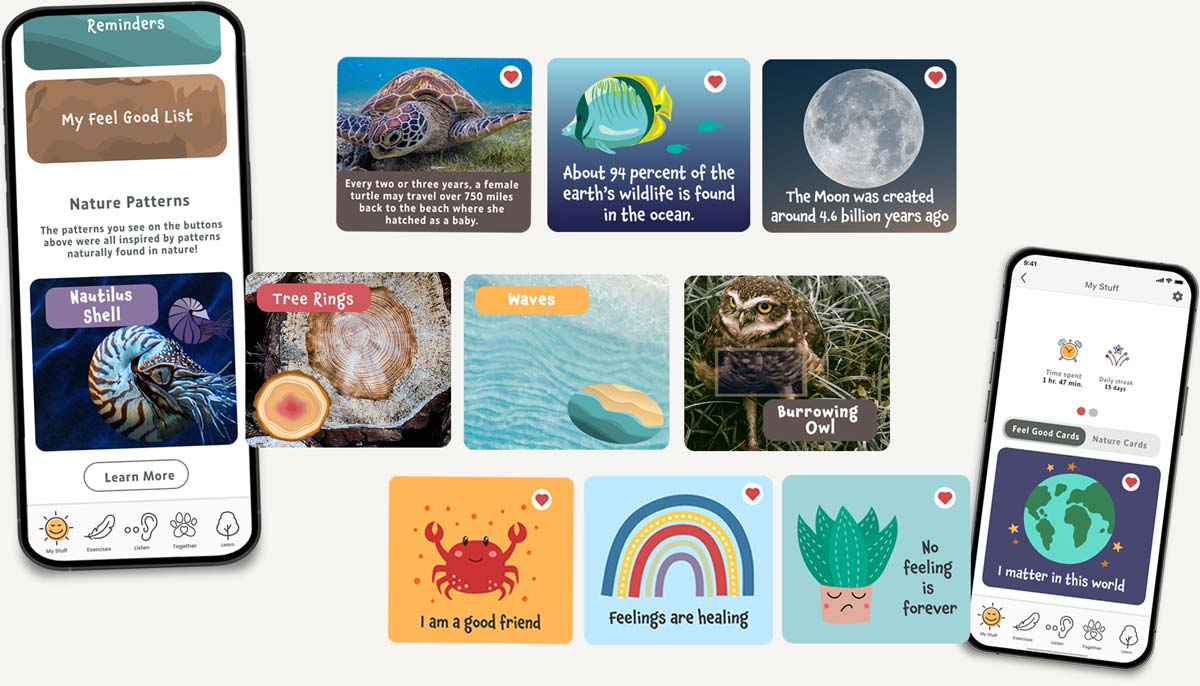 Reminders
My Feel Good List
Nature Patterns
The patterns you see on the buttons
above were all inspired by patterns
naturally found in nature!
Nautilus
Shell
Learn More
My Stuff
Exercises
Listen
Together
Learn
Every two or three years, a female
turtle may travel over 750 miles
back to the beach where she
hatched as a baby.
About 94 percent of the
earth's wildlife is found
in the ocean.
The Moon was created
around 4.6 billion years ago
Tree Rings
Waves
Burrowing
Owl
I am a good friend
Feelings are healing
No
feeling
is
forever
9:41
My Stuff
Time spent
1 hr. 47 min.
Daily streak
15 days
Feel Good Cards
Nature Cards
I matter in this world
My Stuff
Exercises
Listen
Together
Learn